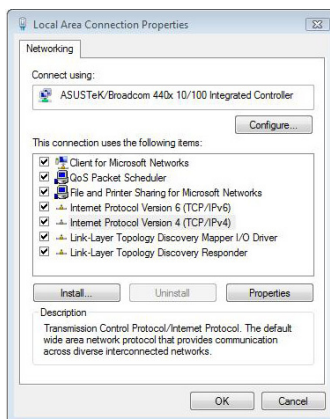 Local Area Connection Properties
Networking
Connect using:
ASUSTeK/Broadcom 440x 10/100 Integrated Controller
Configure...
This connection uses the following items:
Client for Microsoft Networks
QoS Packet Scheduler
File and Printer Sharing for Microsoft Networks
Internet Protocol Version 6 (TCP/IPv6)
Internet Protocol Version 4 (TCP/IPv4)
Link-Layer Topology Discovery Mapper I/O Driver
Link-Layer Topology Discovery Responder
Install... Uninstall Properties
Description
Transmission Control Protocol/Internet Protocol. The default
wide area network protocol that provides communication
across diverse interconnected networks.
OK Cancel